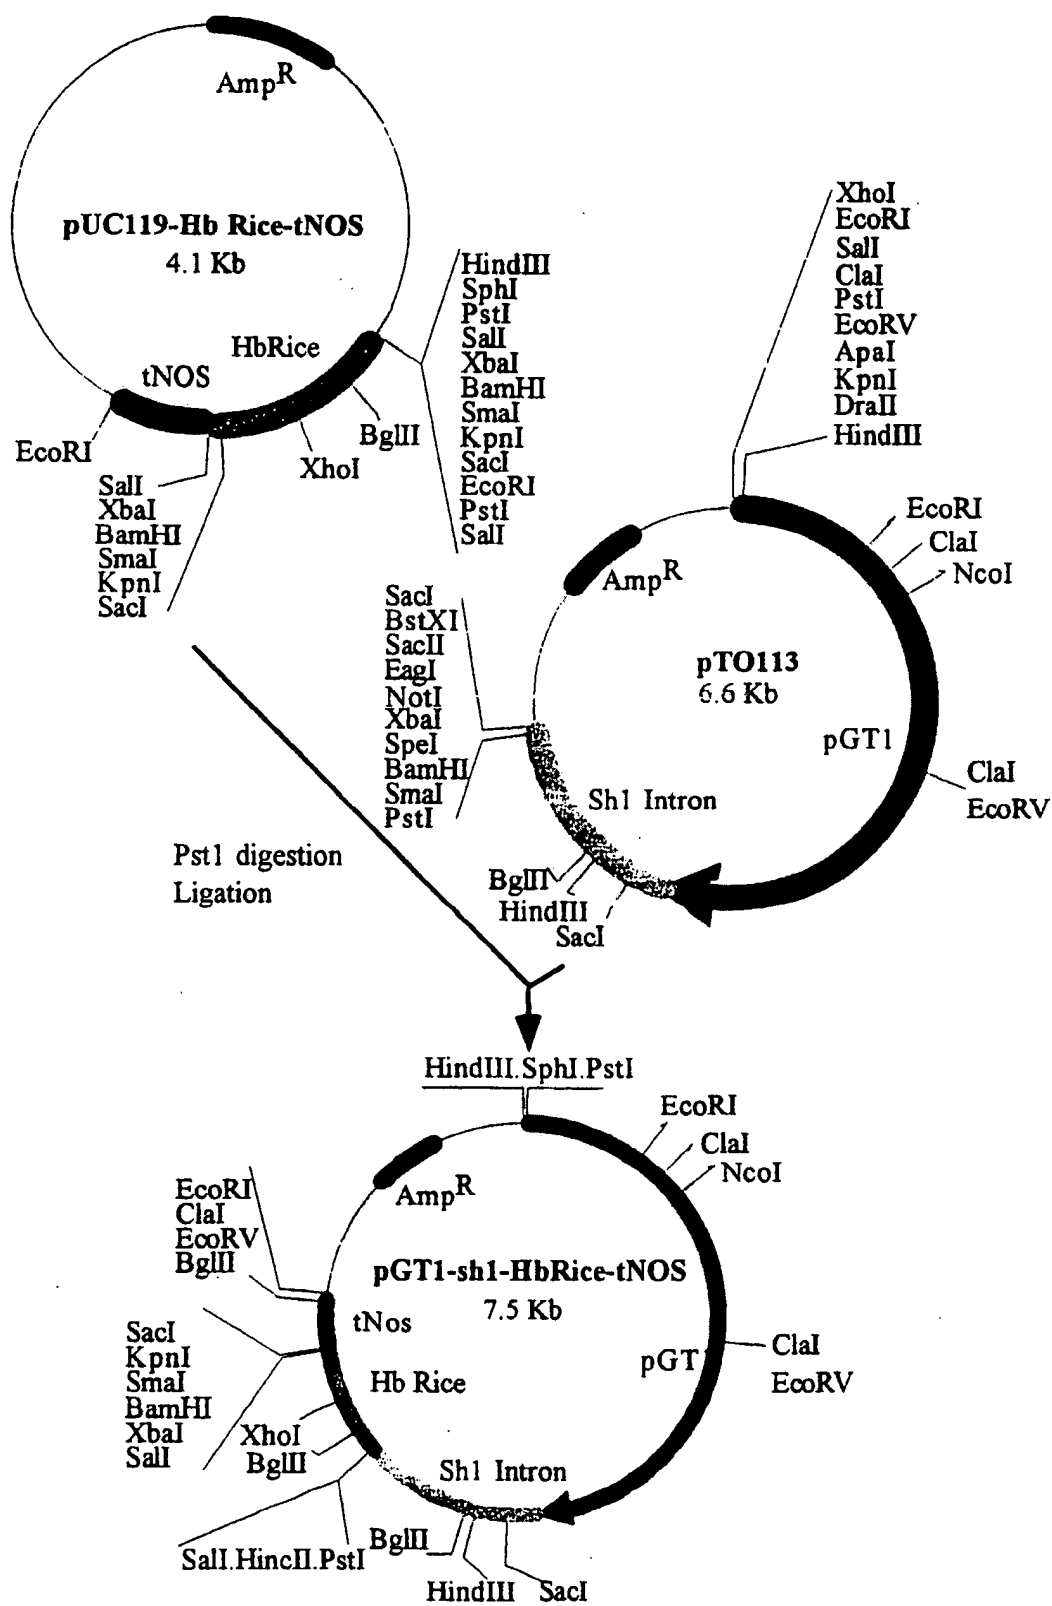 Amp^R
pUC119-Hb Rice-tNOS
4.1 Kb
HbRice
tNOS
EcoRI
SalI
XbaI
BamHI
SmaI
KpnI
SacI
XhoI
BglII
HindIII
SphI
PstI
SalI
XbaI
BamHI
SmaI
KpnI
SacI
EcoRI
PstI
SalI
XhoI
EcoRI
SalI
ClaI
PstI
EcoRV
ApaI
KpnI
DraII
HindIII
EcoRI
ClaI
NcoI
Amp^R
pTO113
6.6 Kb
pGT1
ClaI
EcoRV
SacI
BstXI
SacII
EagI
NotI
XbaI
SpeI
BamHI
SmaI
PstI
Sh1 Intron
BglII
HindIII
SacI
Pst1 digestion
Ligation
HindIII.SphI.PstI
EcoRI
ClaI
NcoI
Amp^R
EcoRI
ClaI
EcoRV
BglII
pGT1-sh1-HbRice-tNOS
7.5 Kb
tNos
Hb Rice
pGT
ClaI
EcoRV
SacI
KpnI
SmaI
BamHI
XbaI
SalI
XhoI
BglII
Sh1 Intron
SalI.HincII.PstI
BglII
HindIII
SacI